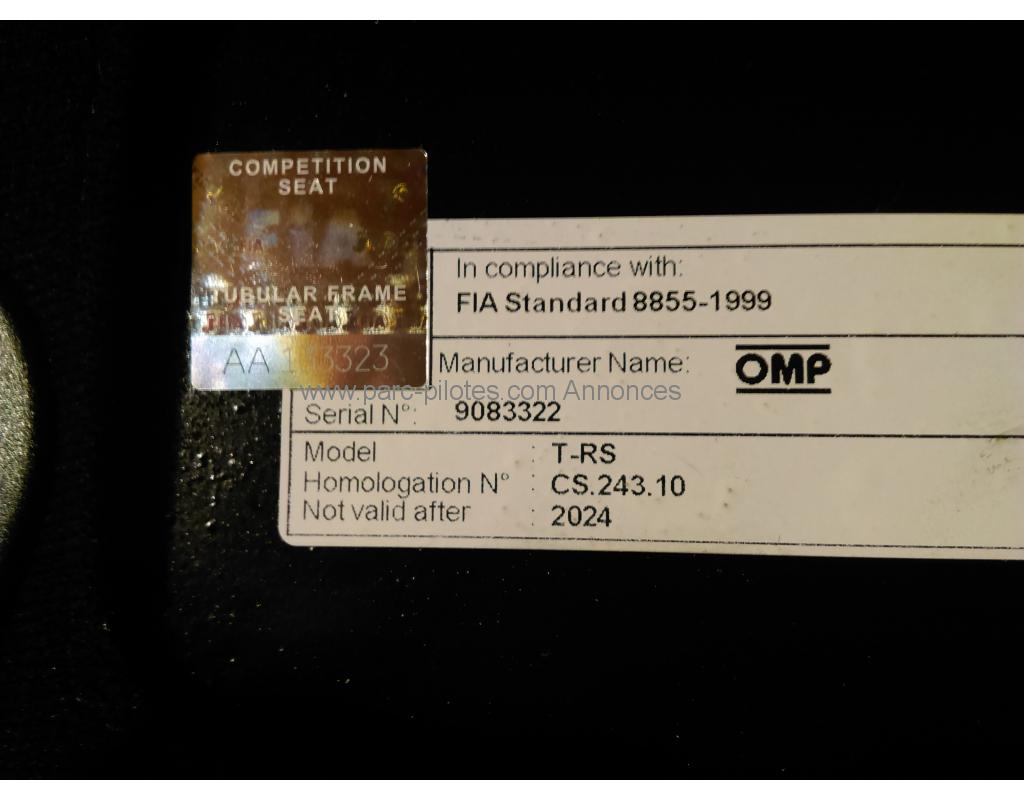 COMPETITION
SEAT
FIA
TUBULAR FRAME
SEAT
AA
In compliance with:
FIA Standard 8855-1999
Manufacturer Name: OMP
www.parc-pilotes.com Annonces
Serial N°: 9083322
Model : T-RS
Homologation N° : CS.243.10
Not valid after : 2024